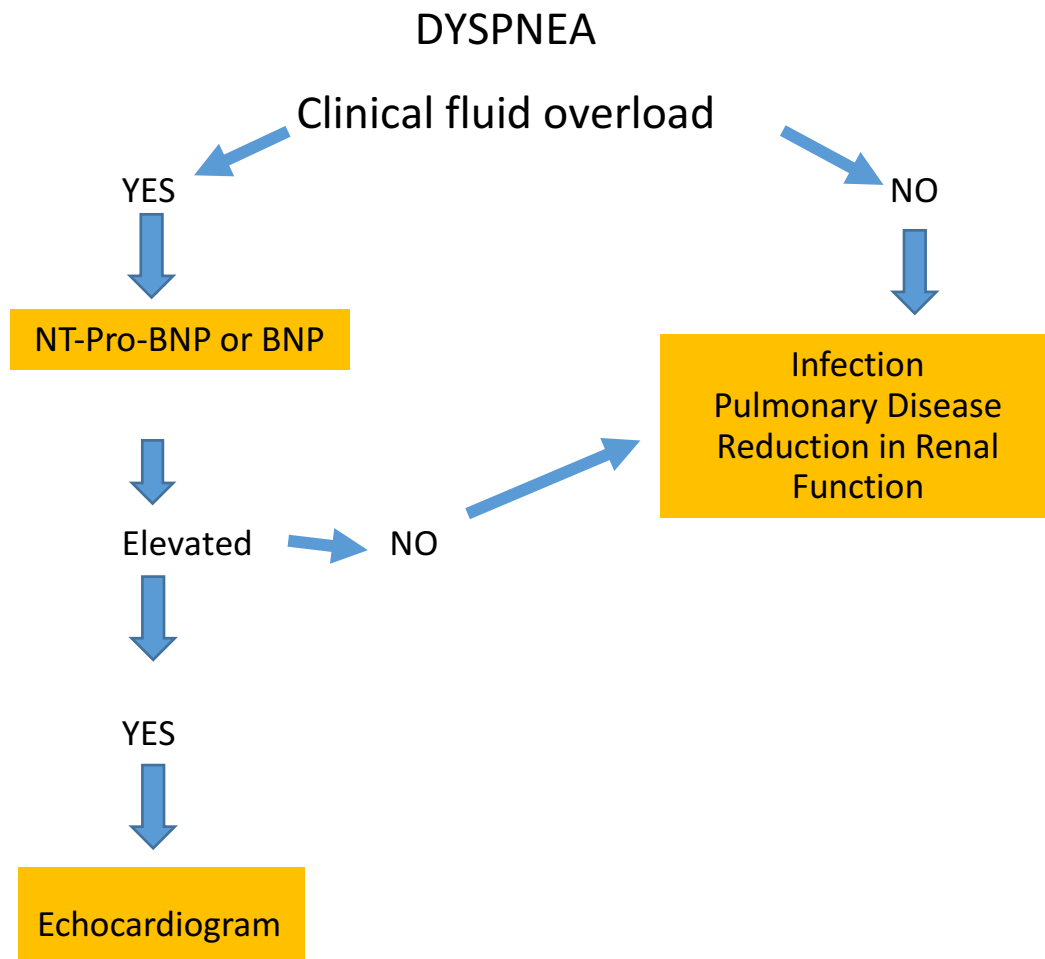 DYSPNEA
Clinical fluid overload
YES
NO
NT-Pro-BNP or BNP
Infection
Pulmonary Disease
Reduction in Renal
Function
Elevated
NO
YES
Echocardiogram